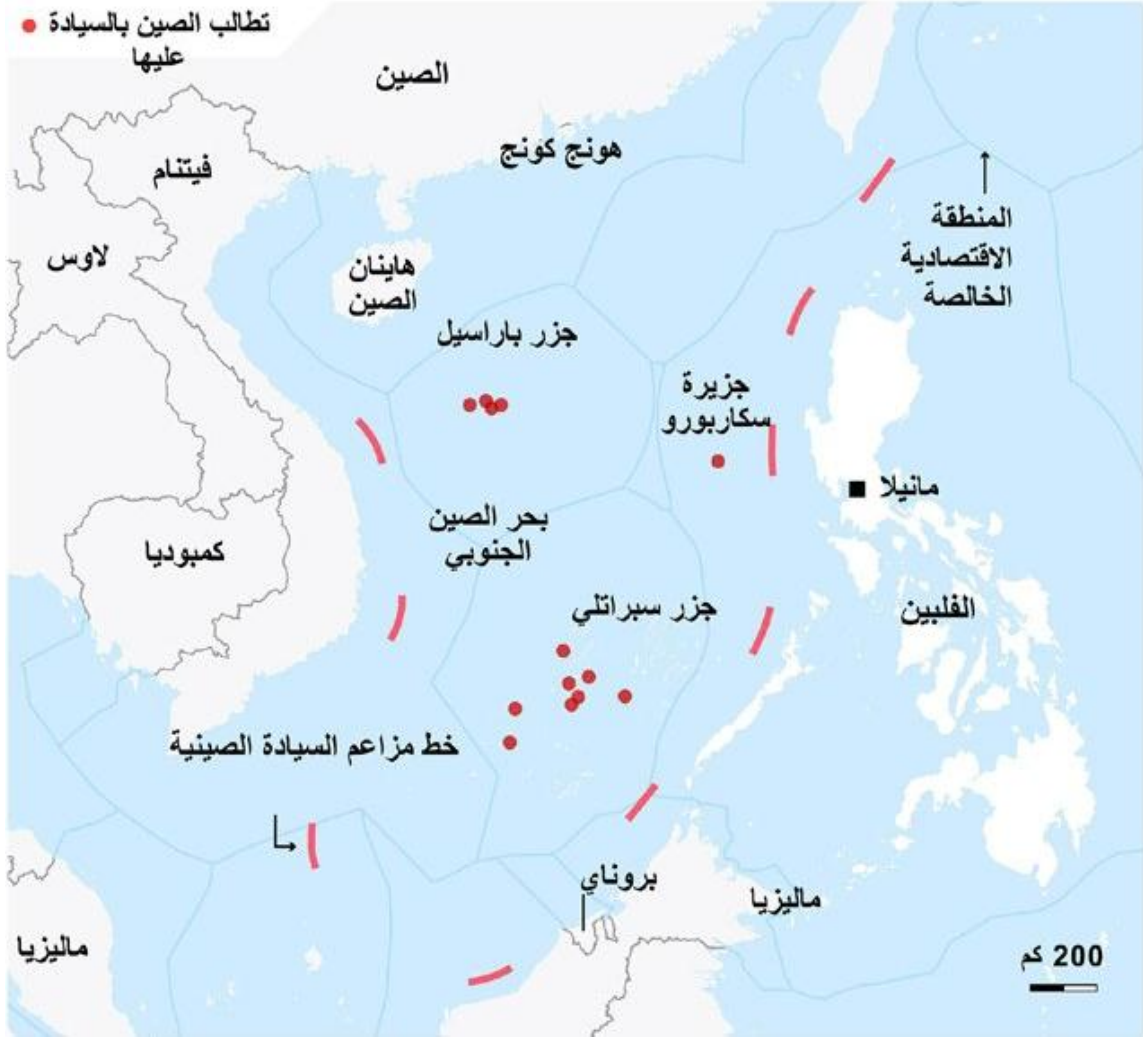 تطالب الصين بالسيادة
عليها
الصين
هونج كونج
فيتنام
المنطقة
الاقتصادية
الخالصة
لاوس
هاينان
الصين
جزر باراسيل
جزيرة
سكاربورو
مانيلا
بحر الصين
الجنوبي
كمبوديا
جزر سبراتلي
الفلبين
خط مزاعم السيادة الصينية
بروناي
ماليزيا
ماليزيا
200 كم